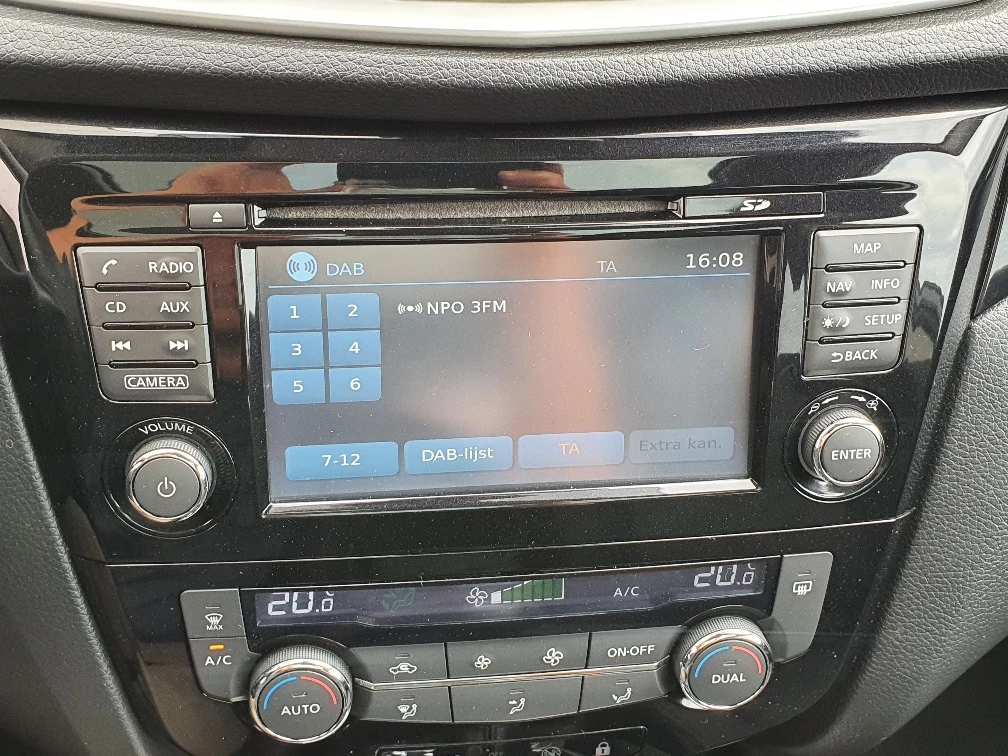 SD
RADIO
CD AUX
CAMERA
VOLUME
DAB TA 16:08
1 2 NPO 3FM
3 4
5 6
7-12 DAB-lijst TA Extra kan.
MAP
NAV INFO
SETUP
BACK
ENTER
20.0°C A/C 20.0°C
MAX
A/C
ON·OFF
AUTO
DUAL